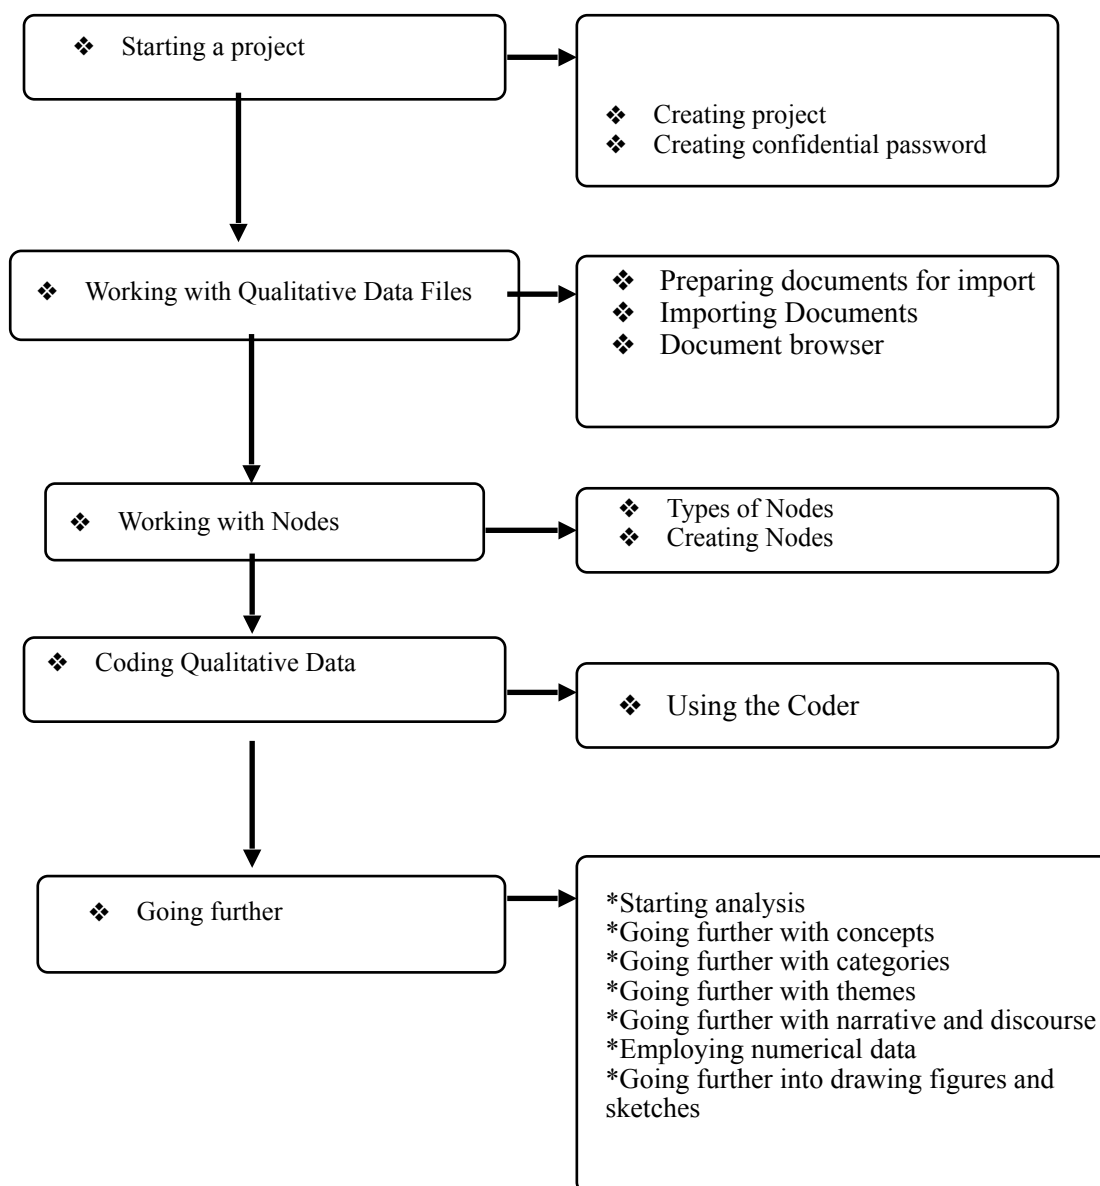 ❖ Starting a project
❖ Creating project
❖ Creating confidential password
❖ Working with Qualitative Data Files
❖ Preparing documents for import
❖ Importing Documents
❖ Document browser
❖ Working with Nodes
❖ Types of Nodes
❖ Creating Nodes
❖ Coding Qualitative Data
❖ Using the Coder
❖ Going further
*Starting analysis
*Going further with concepts
*Going further with categories
*Going further with themes
*Going further with narrative and discourse
*Employing numerical data
*Going further into drawing figures and
sketches